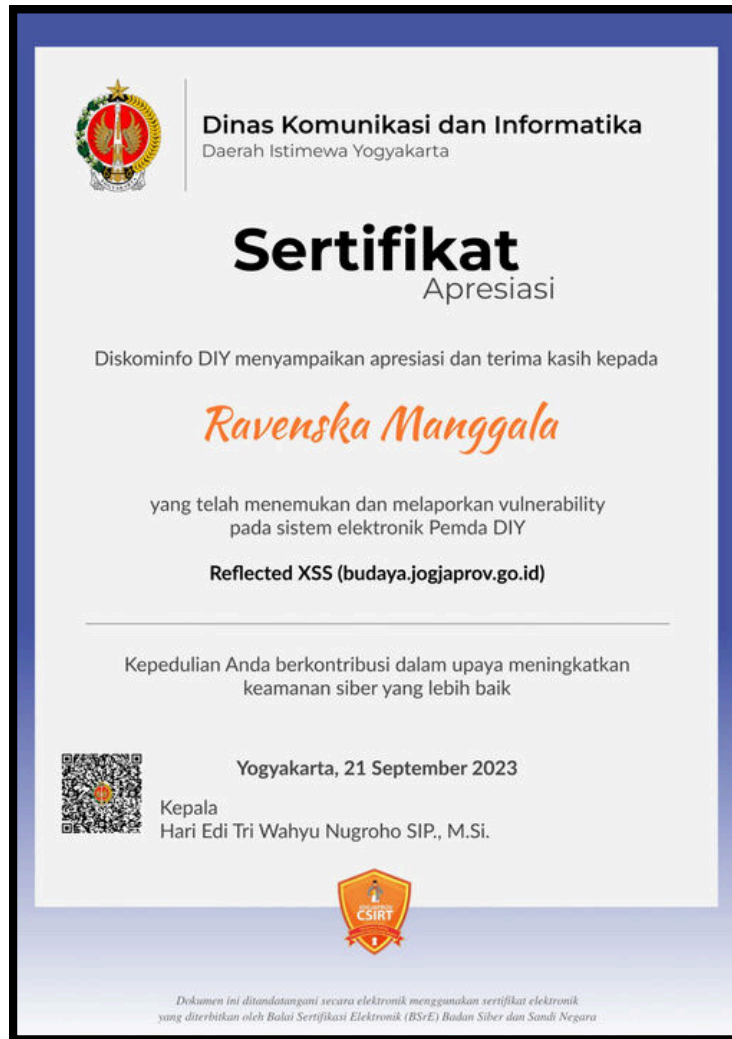 Dinas Komunikasi dan Informatika
Daerah Istimewa Yogyakarta
Sertifikat
Apresiasi
Diskominfo DIY menyampaikan apresiasi dan terima kasih kepada
Ravenska Manggala
yang telah menemukan dan melaporkan vulnerability
pada sistem elektronik Pemda DIY
Reflected XSS (budaya.jogjaprov.go.id)
Kepedulian Anda berkontribusi dalam upaya meningkatkan
keamanan siber yang lebih baik
Yogyakarta, 21 September 2023
Kepala
Hari Edi Tri Wahyu Nugroho SIP., M.Si.
JOGJAPROV
CSIRT
Dokumen ini ditandatangani secara elektronik menggunakan sertifikat elektronik
yang diterbitkan oleh Balai Sertifikasi Elektronik (BSrE) Badan Siber dan Sandi Negara